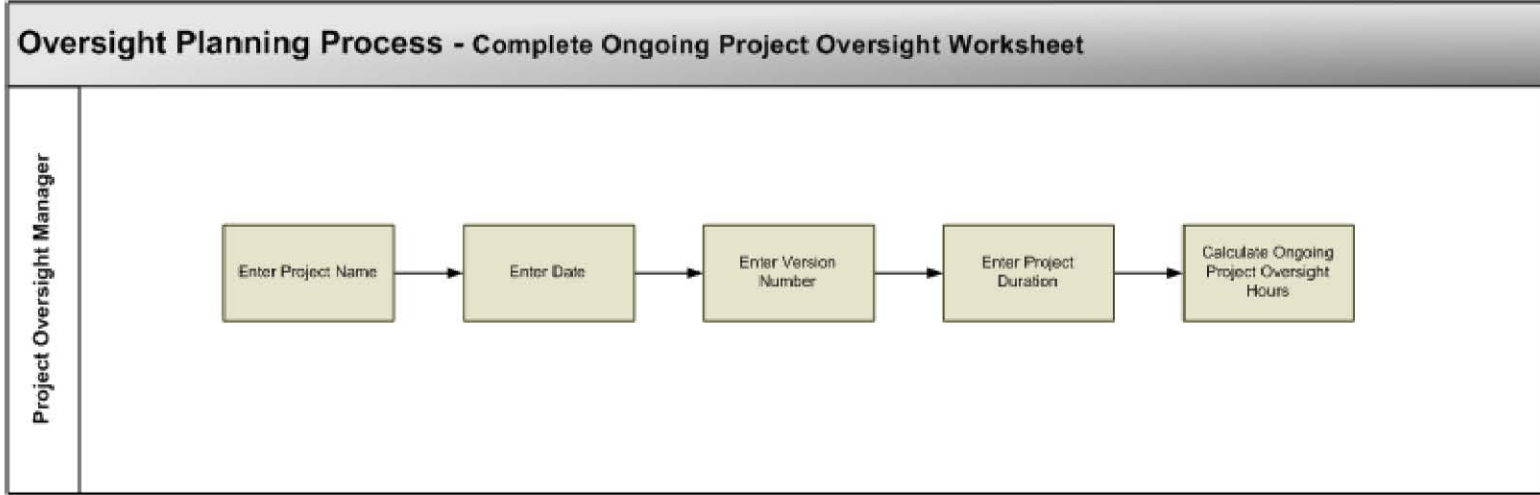 Oversight Planning Process - Complete Ongoing Project Oversight Worksheet
Project Oversight Manager
Enter Project Name
Enter Date
Enter Version
Number
Enter Project
Duration
Calculate Ongoing
Project Oversight
Hours